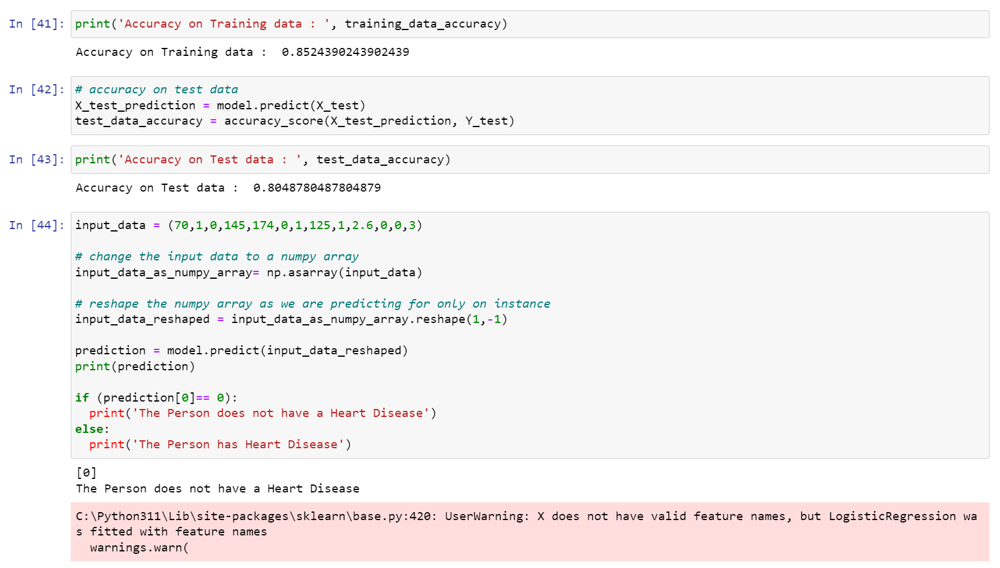 In [41]: print('Accuracy on Training data : ', training_data_accuracy)
Accuracy on Training data :  0.8524390243902439
In [42]: # accuracy on test data
X_test_prediction = model.predict(X_test)
test_data_accuracy = accuracy_score(X_test_prediction, Y_test)
In [43]: print('Accuracy on Test data : ', test_data_accuracy)
Accuracy on Test data :  0.8048780487804879
In [44]: input_data = (70,1,0,145,174,0,1,125,1,2.6,0,0,3)
# change the input data to a numpy array
input_data_as_numpy_array= np.asarray(input_data)
# reshape the numpy array as we are predicting for only on instance
input_data_reshaped = input_data_as_numpy_array.reshape(1,-1)
prediction = model.predict(input_data_reshaped)
print(prediction)
if (prediction[0]== 0):
  print('The Person does not have a Heart Disease')
else:
  print('The Person has Heart Disease')
[0]
The Person does not have a Heart Disease
C:\Python311\Lib\site-packages\sklearn\base.py:420: UserWarning: X does not have valid feature names, but LogisticRegression wa
s fitted with feature names
  warnings.warn(